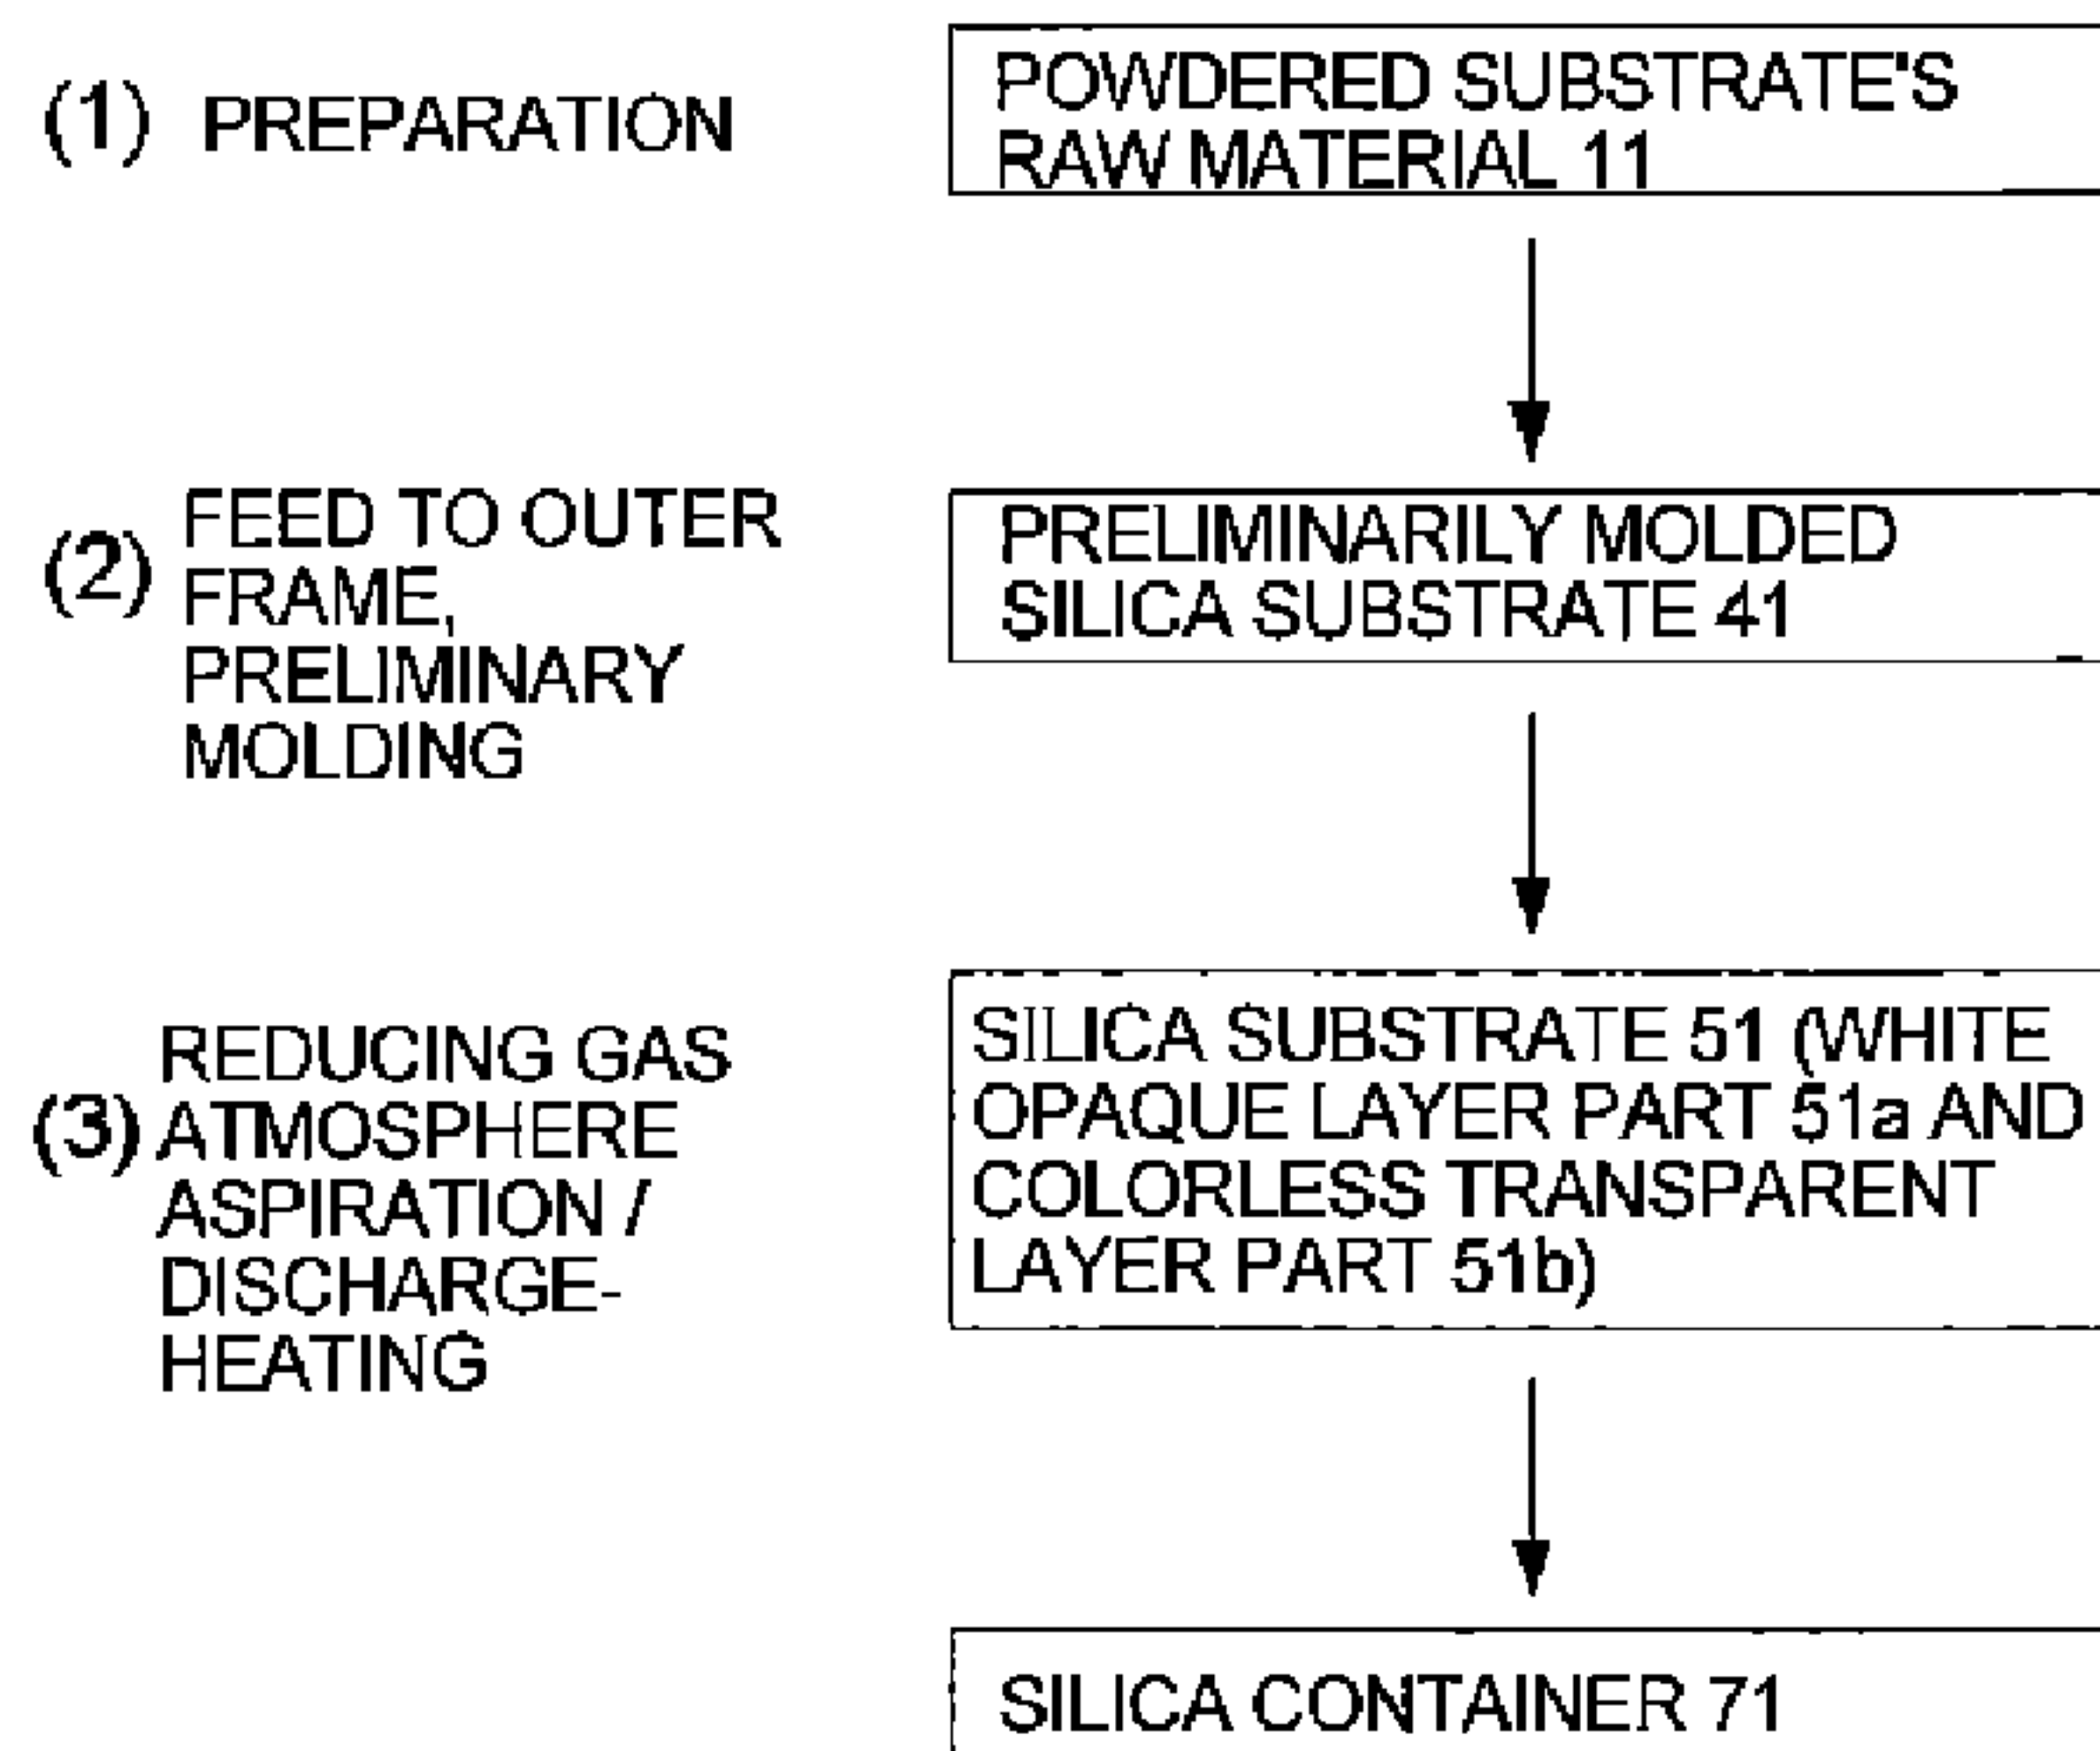 (1) PREPARATION
POWDERED SUBSTRATE'S
RAW MATERIAL 11
(2)
FEED TO OUTER
FRAME,
PRELIMINARY
MOLDING
PRELIMINARILY MOLDED
SILICA SUBSTRATE 41
(3)
REDUCING GAS
ATMOSPHERE
ASPIRATION /
DISCHARGE-
HEATING
SILICA SUBSTRATE 51 (WHITE
OPAQUE LAYER PART 51a AND
COLORLESS TRANSPARENT
LAYER PART 51b)
SILICA CONTAINER 71